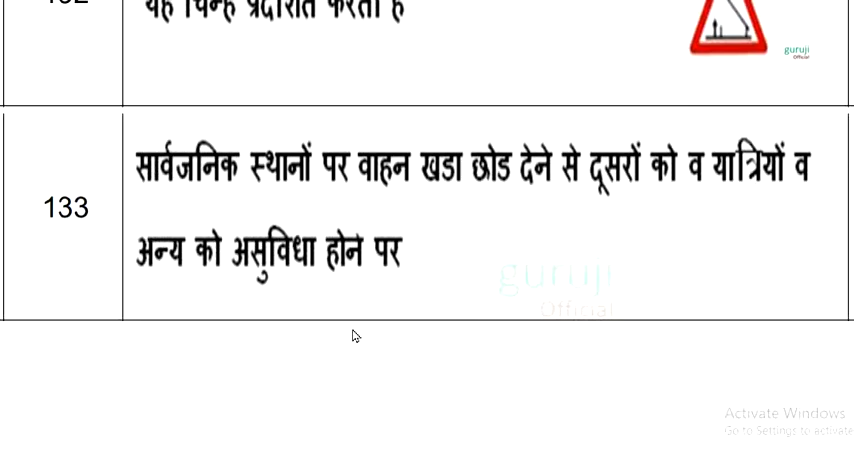 यह चिन्ह प्रदर्शित करता है
guruji
Official
133
सार्वजनिक स्थानों पर वाहन खडा छोड देने से दूसरों को व यात्रियों व
अन्य को असुविधा होने पर
guruji
Official
Activate Windows
Go to Settings to activate